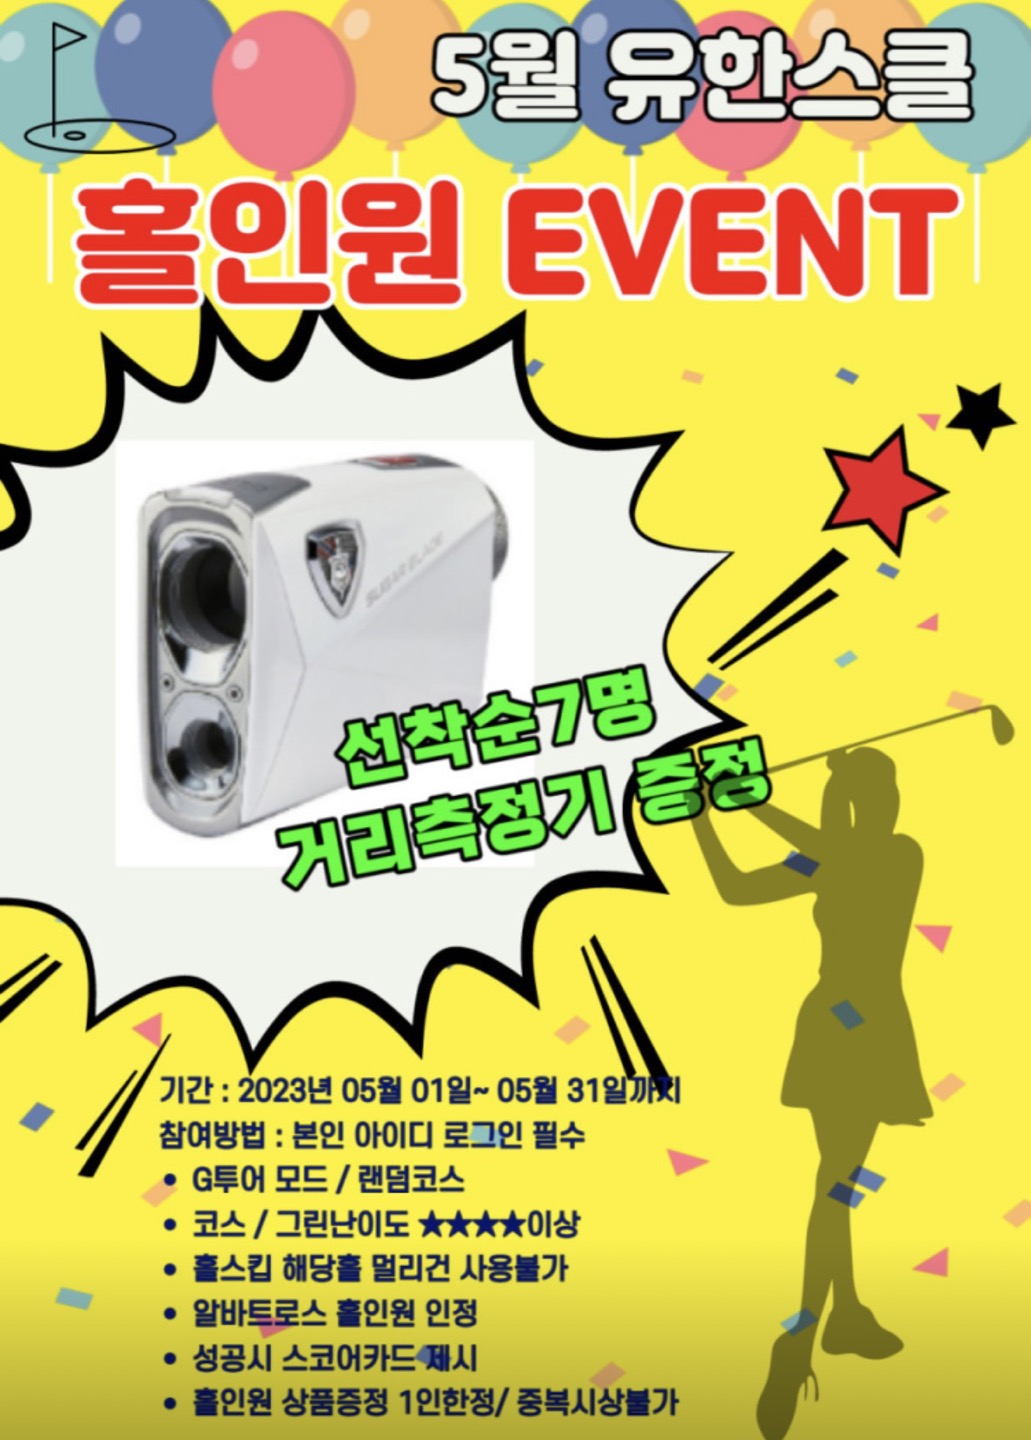 5월 유한스클
홀인원 EVENT
선착순7명
거리측정기 증정
기간 : 2023년 05월 01일~ 05월 31일까지
참여방법 : 본인 아이디 로그인 필수
• G투어 모드 / 랜덤코스
• 코스 / 그린난이도 ★★★★이상
• 홀스킵 해당홀 멀리건 사용불가
• 알바트로스 홀인원 인정
• 성공시 스코어카드 제시
• 홀인원 상품증정 1인한정/ 중복시상불가